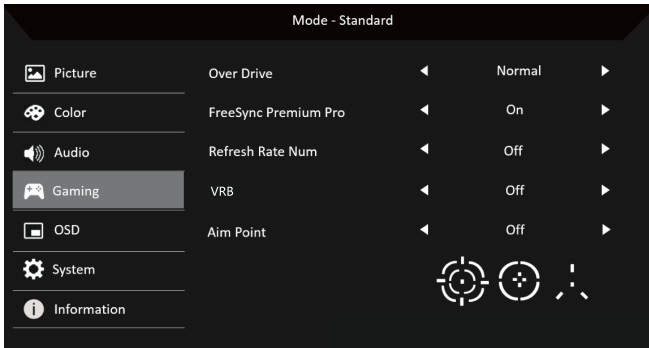 Mode - Standard
Picture
Over Drive Normal
Color
FreeSync Premium Pro On
Audio
Refresh Rate Num Off
Gaming
VRB Off
OSD
Aim Point Off
System
Information